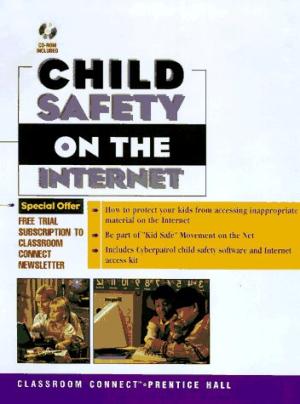 CD-ROM
INCLUDED
CHILD
SAFETY
ON THE
INTERNET
Special Offer
FREE TRIAL
SUBSCRIPTION TO
CLASSROOM
CONNECT
NEWSLETTER
How to protect your kids from accessing inappropriate
material on the Internet
Be part of "Kid Safe" Movement on the Net
Includes Cyberpatrol child safety software and Internet
access kit
CLASSROOM CONNECT™•PRENTICE HALL